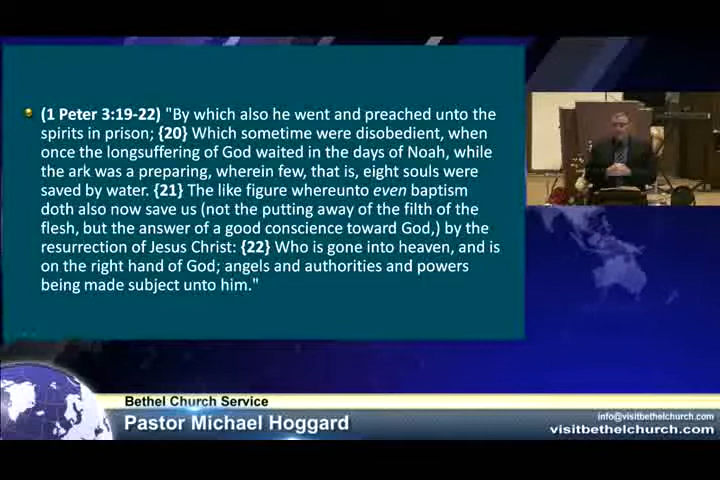 (1 Peter 3:19-22) "By which also he went and preached unto the
spirits in prison; {20} Which sometime were disobedient, when
once the longsuffering of God waited in the days of Noah, while
the ark was a preparing, wherein few, that is, eight souls were
saved by water. {21} The like figure whereunto even baptism
doth also now save us (not the putting away of the filth of the
flesh, but the answer of a good conscience toward God,) by the
resurrection of Jesus Christ: {22} Who is gone into heaven, and is
on the right hand of God; angels and authorities and powers
being made subject unto him."
Bethel Church Service
Pastor Michael Hoggard
info@visitbethelchurch.com
visitbethelchurch.com